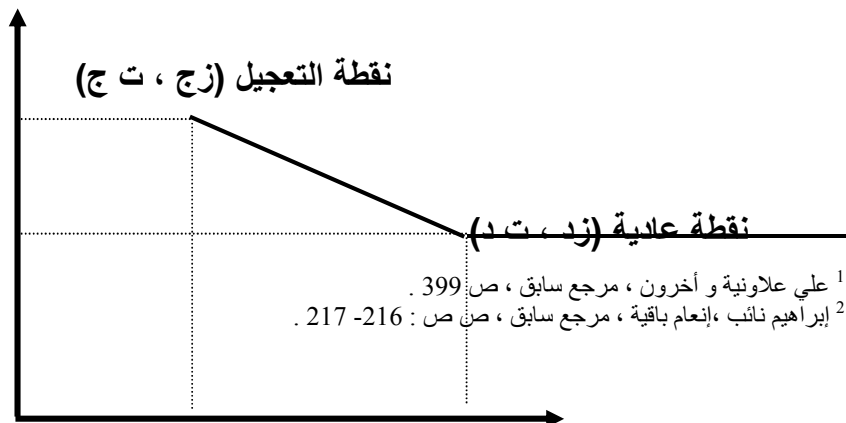 نقطة التعجيل (زج ، ت ج)
نقطة عادية (زد ، ت د)
1 علي علاونية و أخرون ، مرجع سابق ، ص 399 .
2 إبراهيم نائب ،إنعام باقية ، مرجع سابق ، ص ص : 216- 217 .